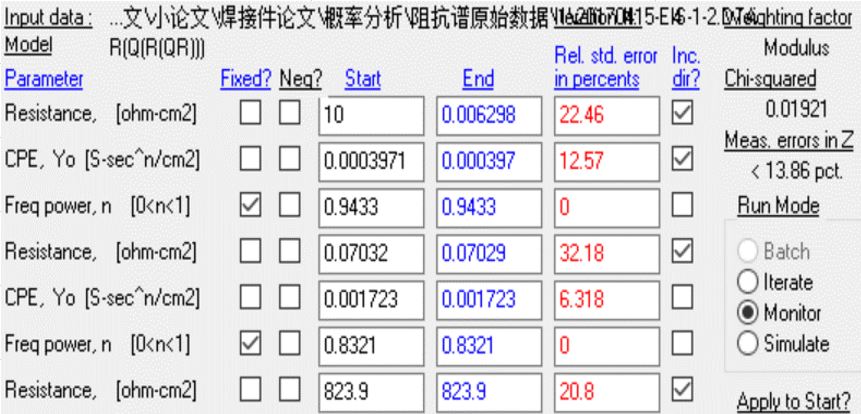 Input data : ...文\小论文\焊接件论文\概率分析\阻抗谱原始数据\ Weighting factor
Model R(Q(R(QR))) Modulus
Parameter Fixed? Neg? Start End Rel. std. error in percents Inc. dir? Chi-squared
Resistance, [ohm-cm2] 10 0.006298 22.46 0.01921
CPE, Yo [S-sec^n/cm2] 0.0003971 0.000397 12.57 Meas. errors in Z
< 13.86 pct.
Freq power, n [0<n<1] 0.9433 0.9433 0 Run Mode
Resistance, [ohm-cm2] 0.07032 0.07029 32.18 Batch
Iterate
CPE, Yo [S-sec^n/cm2] 0.001723 0.001723 6.318 Monitor
Freq power, n [0<n<1] 0.8321 0.8321 0 Simulate
Resistance, [ohm-cm2] 823.9 823.9 20.8 Apply to Start?